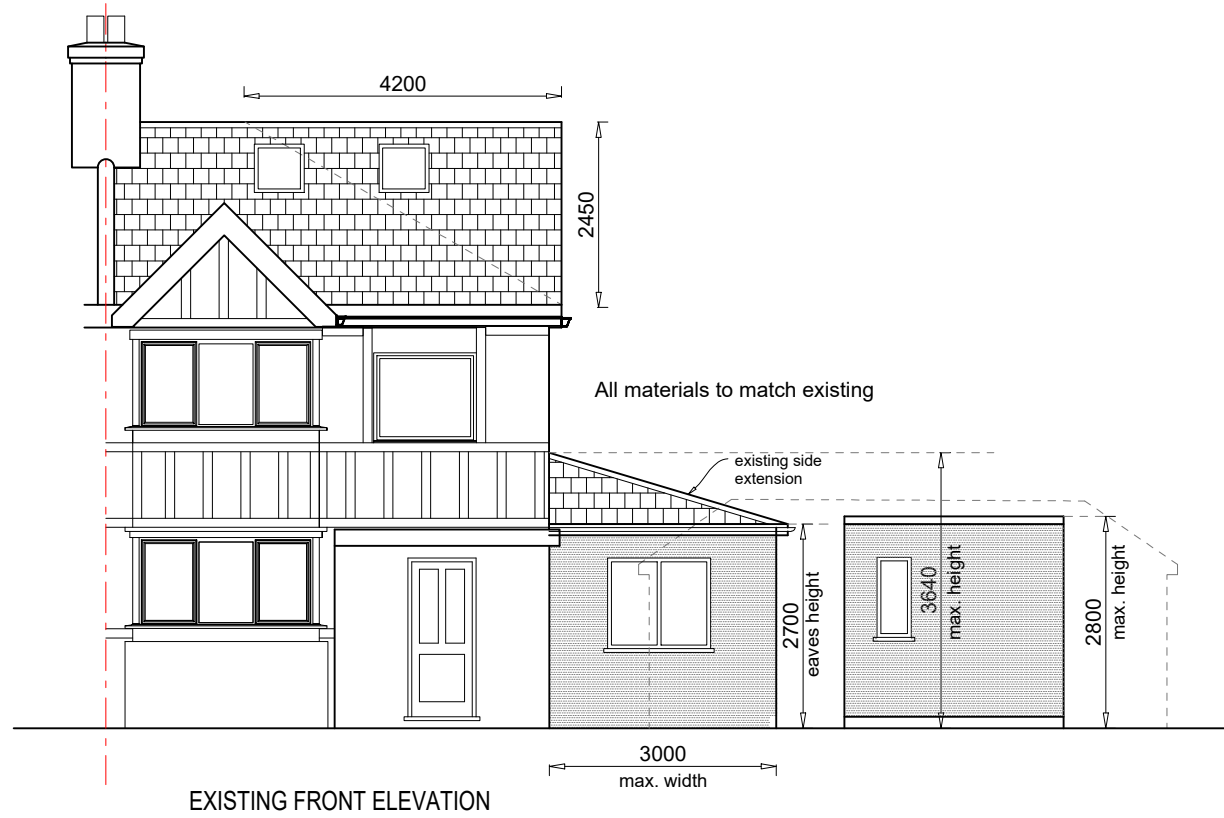 4200
2450
All materials to match existing
existing side
extension
2700
eaves height
3640
max. height
2800
max. height
3000
max. width
EXISTING FRONT ELEVATION